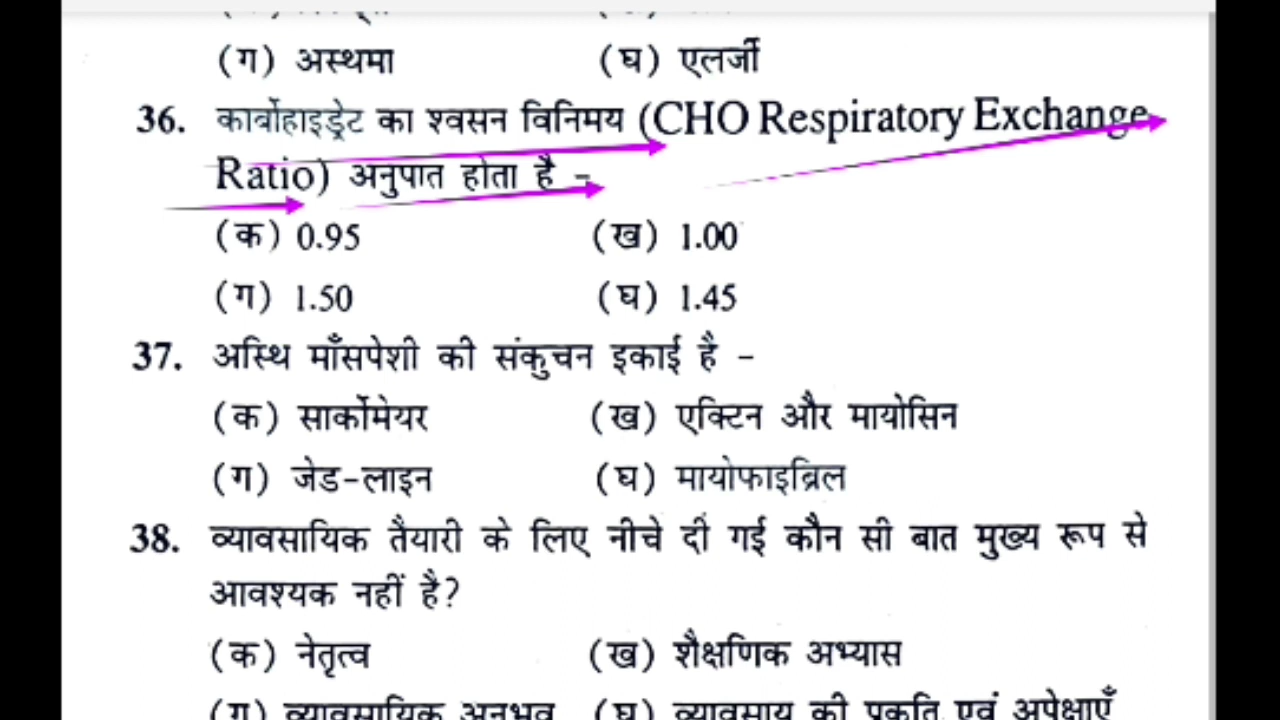 (ग) अस्थमा (घ) एलर्जी
36. कार्बोहाइड्रेट का श्वसन विनिमय (CHO Respiratory Exchange
Ratio) अनुपात होता है -
(क) 0.95 (ख) 1.00
(ग) 1.50 (घ) 1.45
37. अस्थि माँसपेशी की संकुचन इकाई है -
(क) सार्कोमेयर (ख) एक्टिन और मायोसिन
(ग) जेड-लाइन (घ) मायोफाइब्रिल
38. व्यावसायिक तैयारी के लिए नीचे दी गई कौन सी बात मुख्य रूप से
आवश्यक नहीं है?
(क) नेतृत्व (ख) शैक्षणिक अभ्यास
(ग) व्यावसायिक अनुभव (घ) व्यवसाय की प्रकृति एवं अपेक्षाएँ